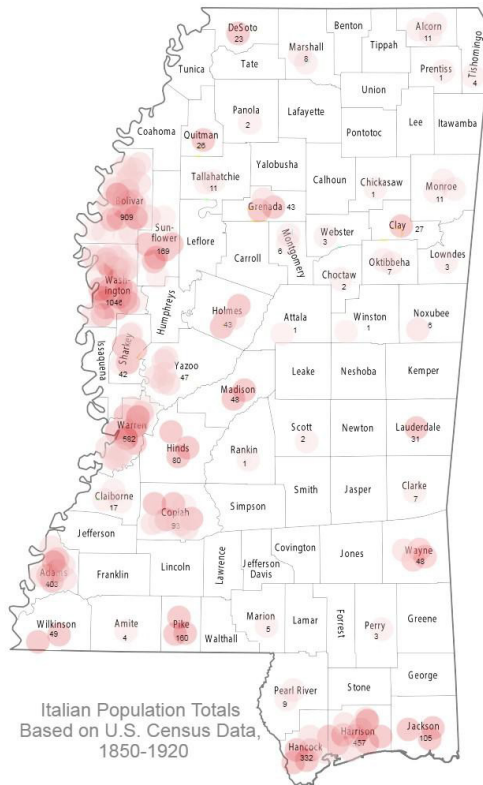 DeSoto
23
Benton
Alcorn
11
Marshall
8
Tippah
Tishomingo
4
Tunica
Tate
Prentiss
1
Union
Panola
2
Lafayette
Lee
Itawamba
Coahoma
Quitman
26
Pontotoc
Yalobusha
Tallahatchie
11
Calhoun
Chickasaw
1
Monroe
11
Bolivar
909
Grenada 43
Sun-
flower
169
Leflore
Webster
3
Clay 27
Montgomery
6
Carroll
Oktibbeha
7
Lowndes
3
Choctaw
2
Wash-
ington
1046
Humphreys
Holmes
43
Attala
1
Winston
1
Noxubee
6
Issaquena
Sharkey
42
Yazoo
47
Leake
Neshoba
Kemper
Madison
48
Warren
582
Hinds
80
Rankin
1
Scott
2
Newton
Lauderdale
31
Claiborne
17
Copiah
93
Simpson
Smith
Jasper
Clarke
7
Jefferson
Covington
Jones
Wayne
48
Adams
403
Franklin
Lincoln
Lawrence
Jefferson
Davis
Wilkinson
49
Amite
4
Pike
160
Walthall
Marion
5
Lamar
Forrest
Perry
3
Greene
George
Pearl River
9
Stone
Hancock
332
Harrison
457
Jackson
105
Italian Population Totals
Based on U.S. Census Data,
1850-1920